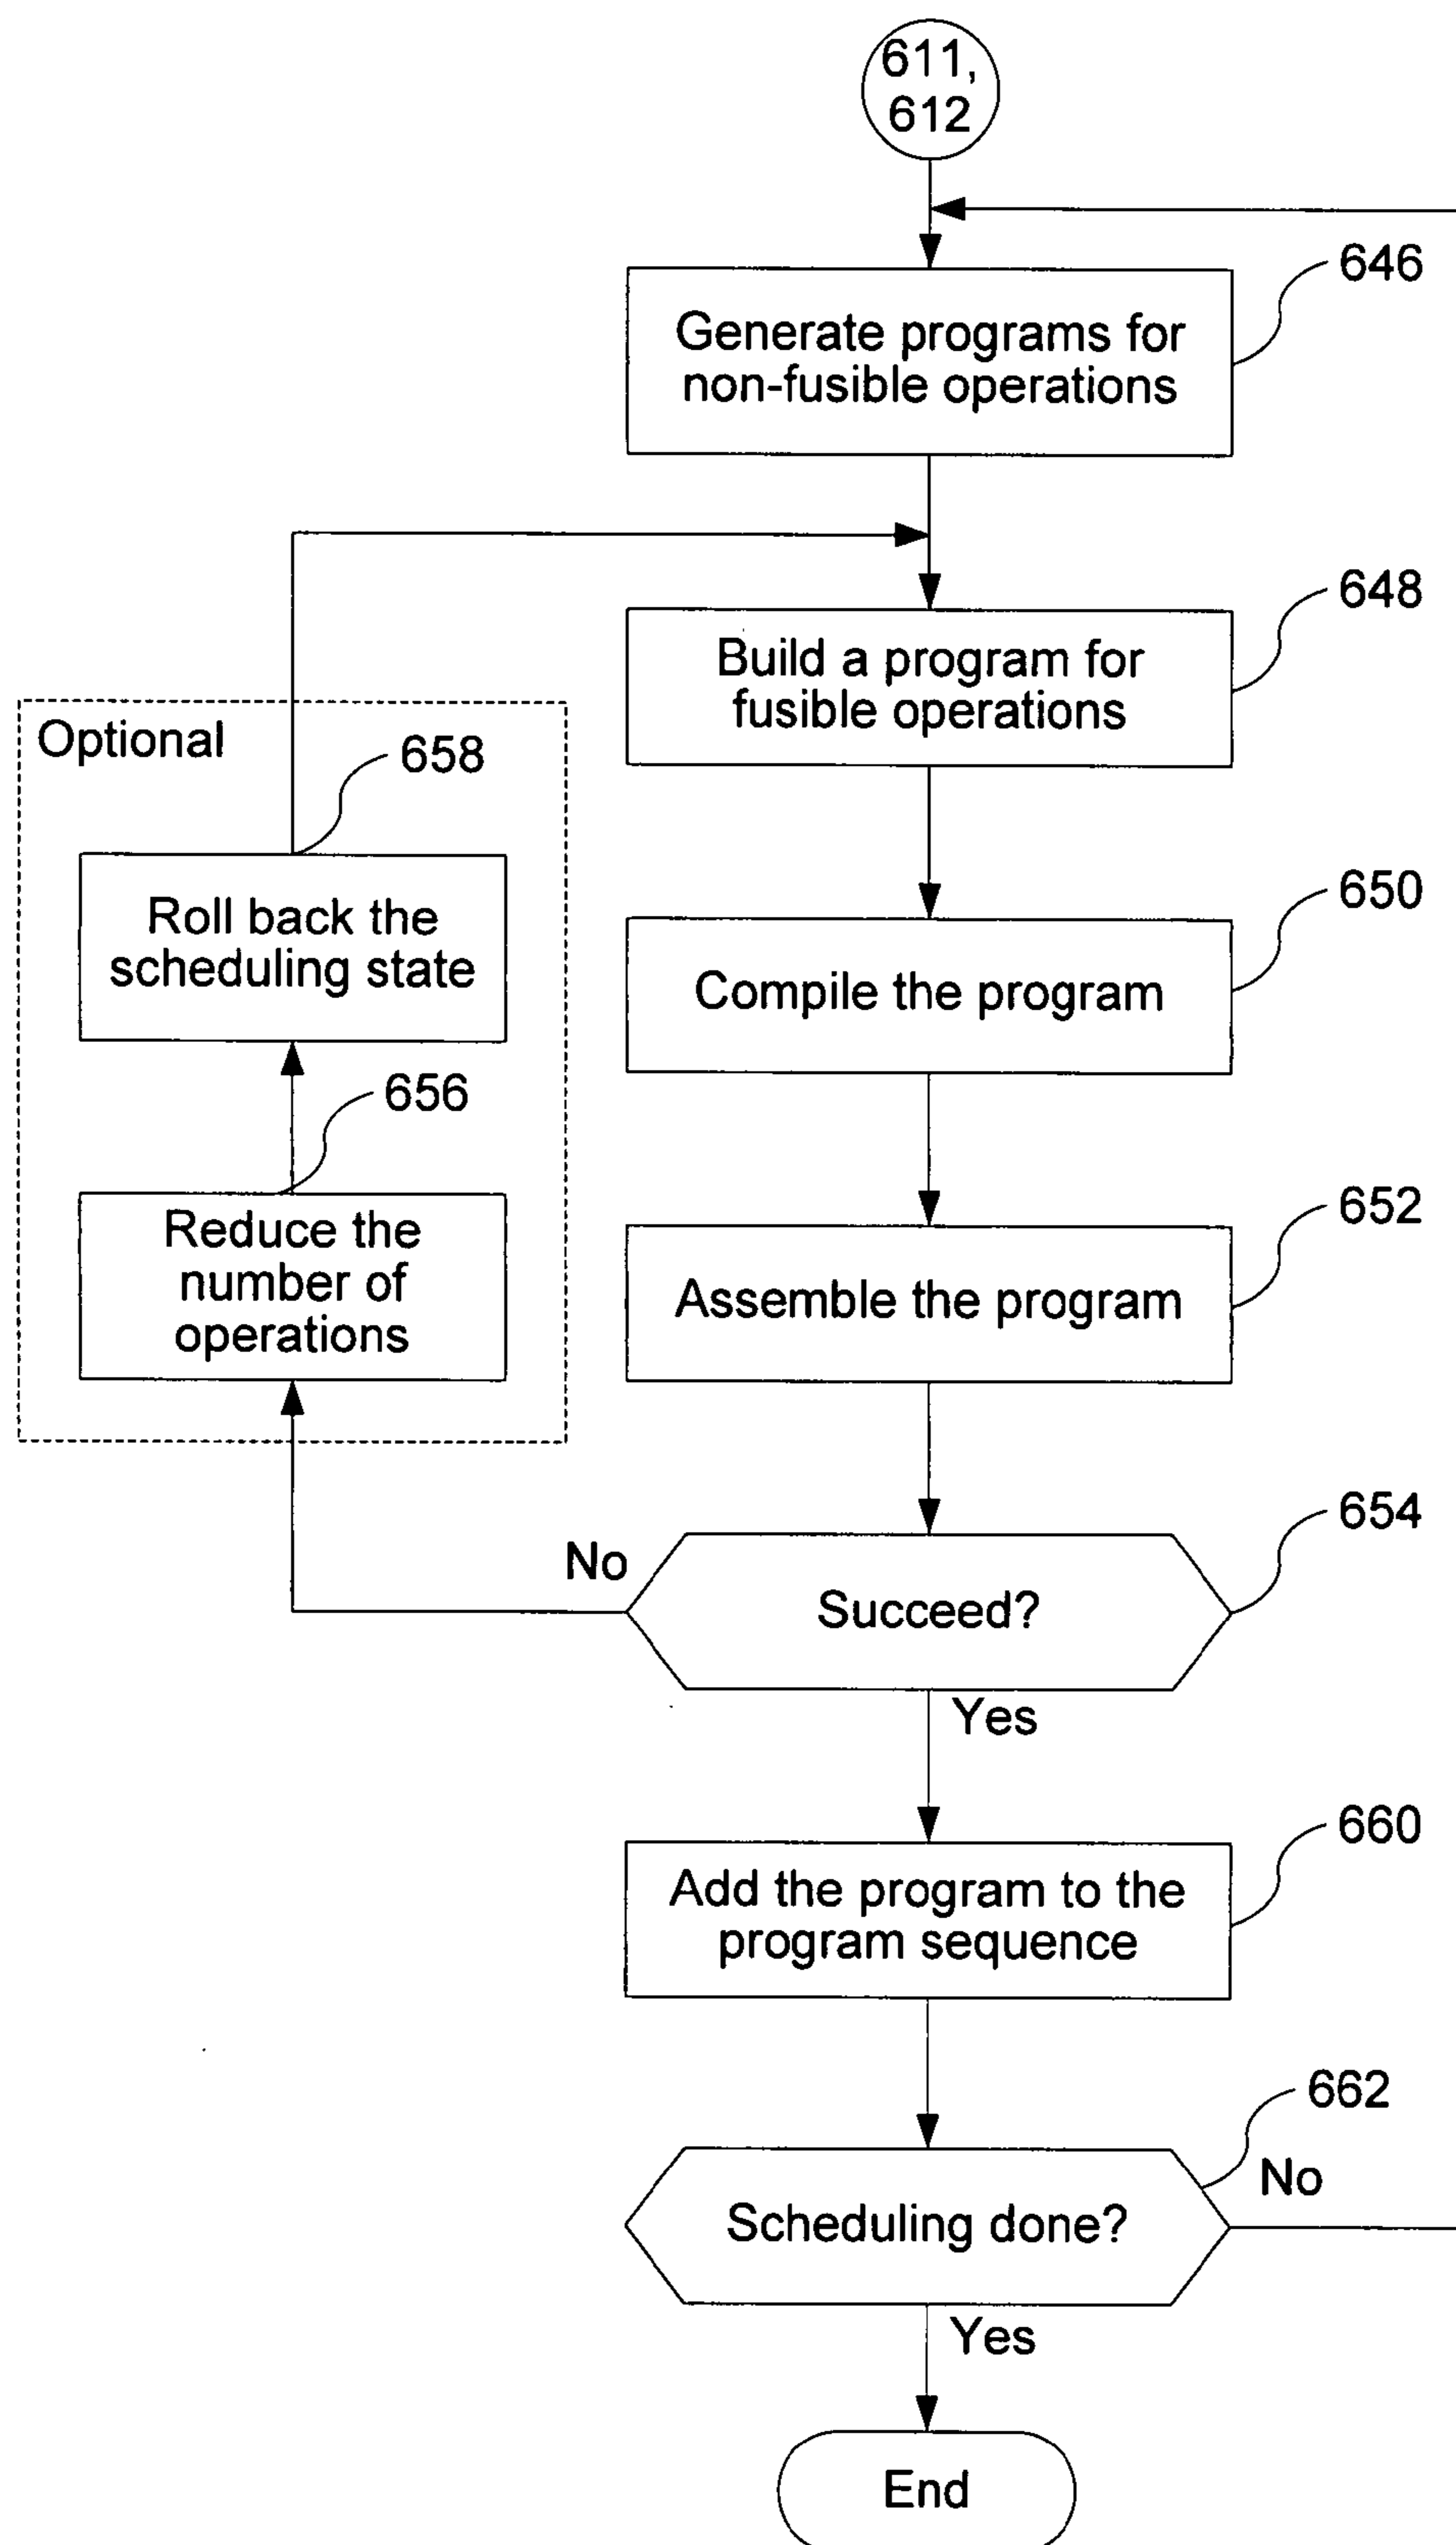 611,
612
646
Generate programs for
non-fusible operations
648
Build a program for
fusible operations
Optional
658
Roll back the
scheduling state
650
Compile the program
656
Reduce the
number of
operations
652
Assemble the program
654
No
Succeed?
Yes
660
Add the program to the
program sequence
662
No
Scheduling done?
Yes
End